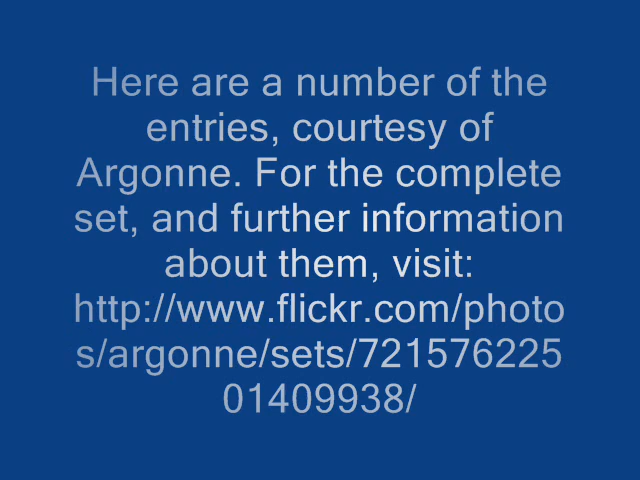 Here are a number of the
entries, courtesy of
Argonne. For the complete
set, and further information
about them, visit:
http://www.flickr.com/photo
s/argonne/sets/721576225
01409938/